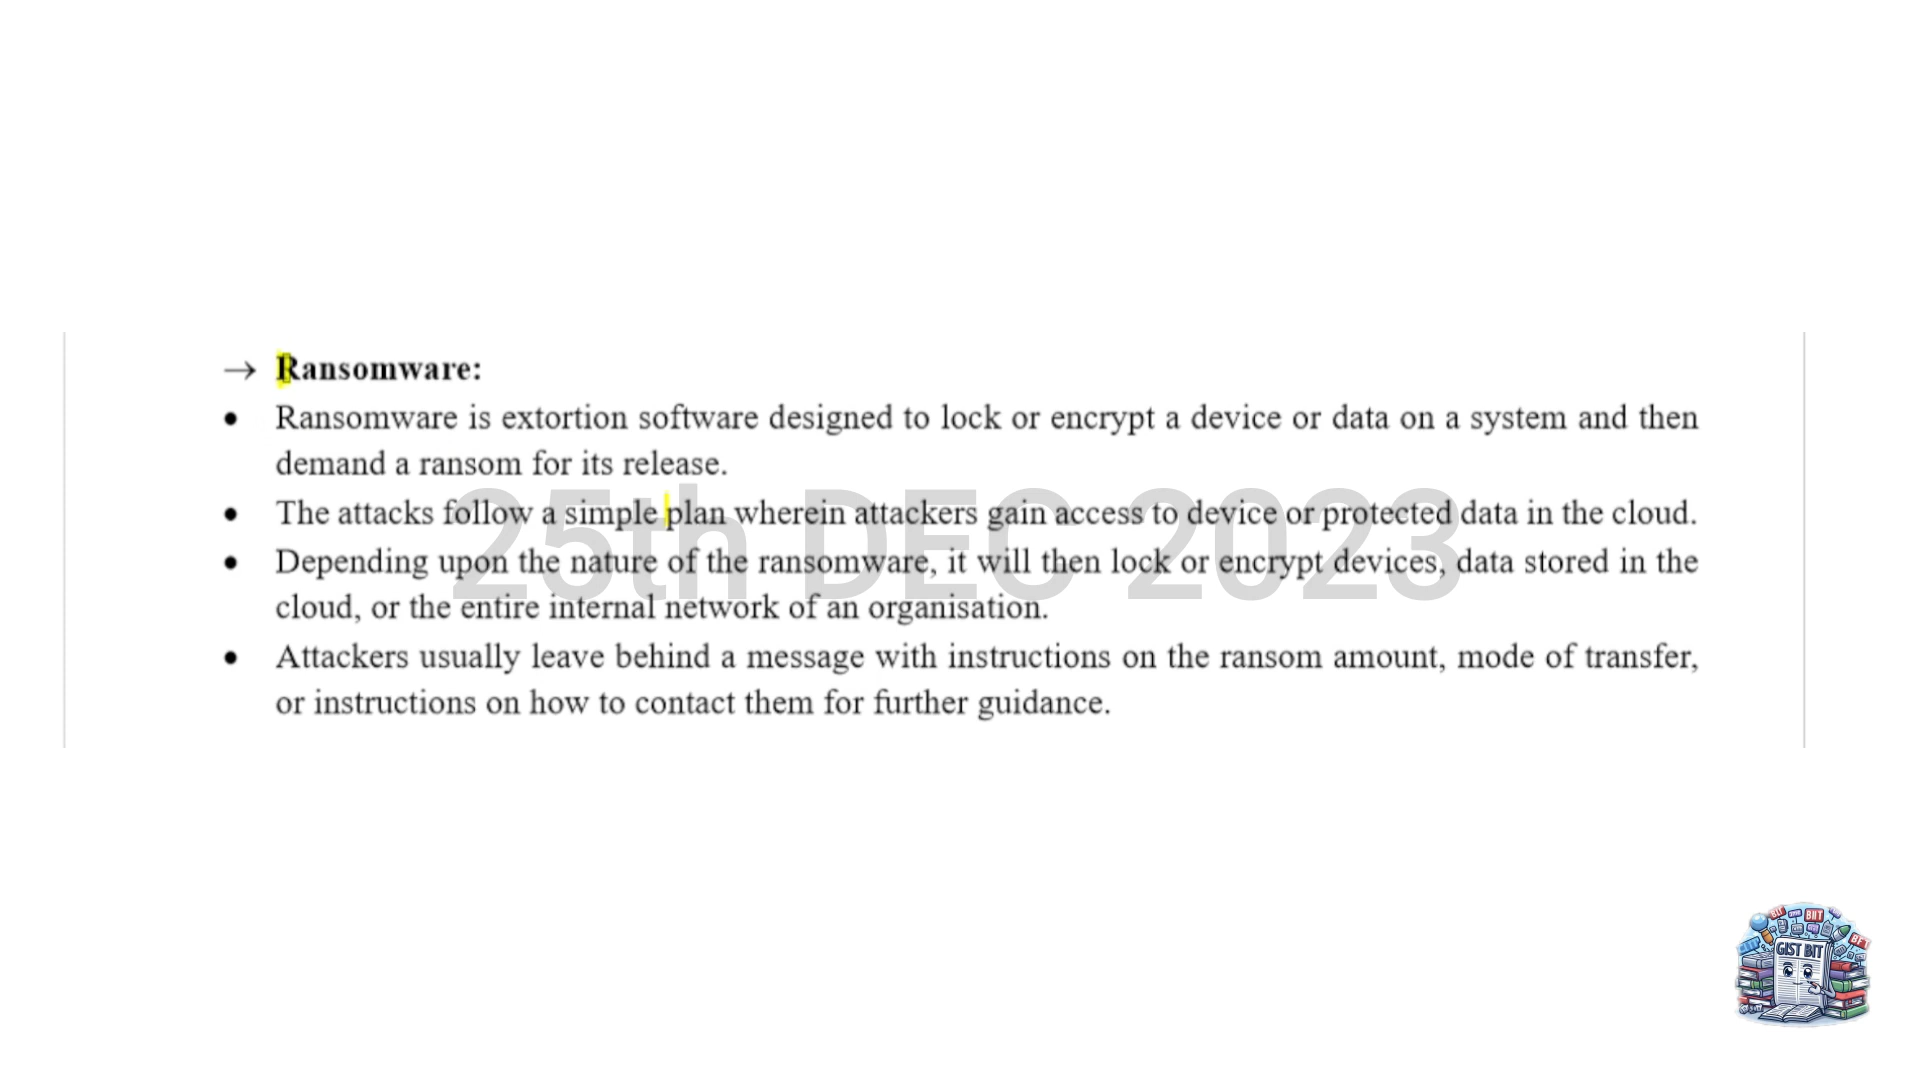 → Ransomware:
• Ransomware is extortion software designed to lock or encrypt a device or data on a system and then
demand a ransom for its release.
• The attacks follow a simple plan wherein attackers gain access to device or protected data in the cloud.
25th DEC 2023
• Depending upon the nature of the ransomware, it will then lock or encrypt devices, data stored in the
cloud, or the entire internal network of an organisation.
• Attackers usually leave behind a message with instructions on the ransom amount, mode of transfer,
or instructions on how to contact them for further guidance.
GIST BIT